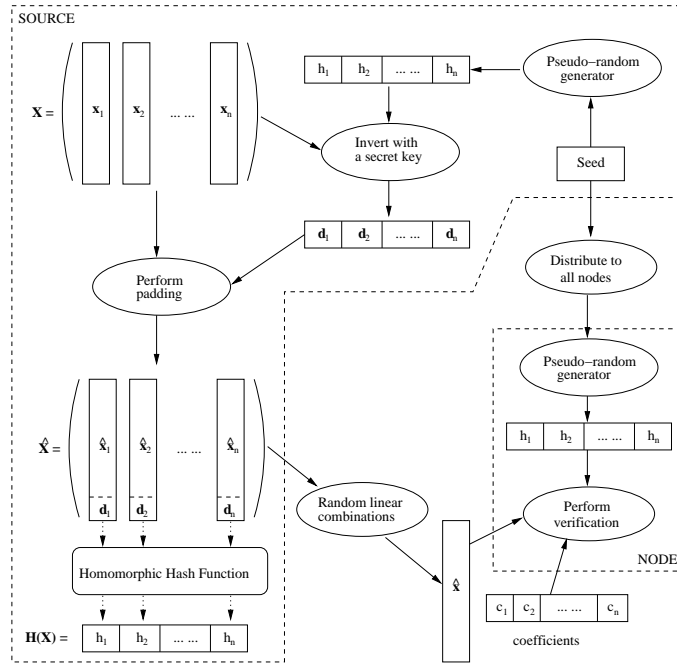 SOURCE
h1 h2 ... ... hn
Pseudo−random
generator
X = x1 x2 ... ... xn
Invert with
a secret key
Seed
d1 d2 ... ... dn
Perform
padding
Distribute to
all nodes
Pseudo−random
generator
X̂ = x̂1 x̂2 ... ... x̂n
h1 h2 ... ... hn
d1 d2 dn
Random linear
combinations
Perform
verification
Homomorphic Hash Function
x̂
NODE
c1 c2 ... ... cn
H(X) = h1 h2 ... ... hn
coefficients